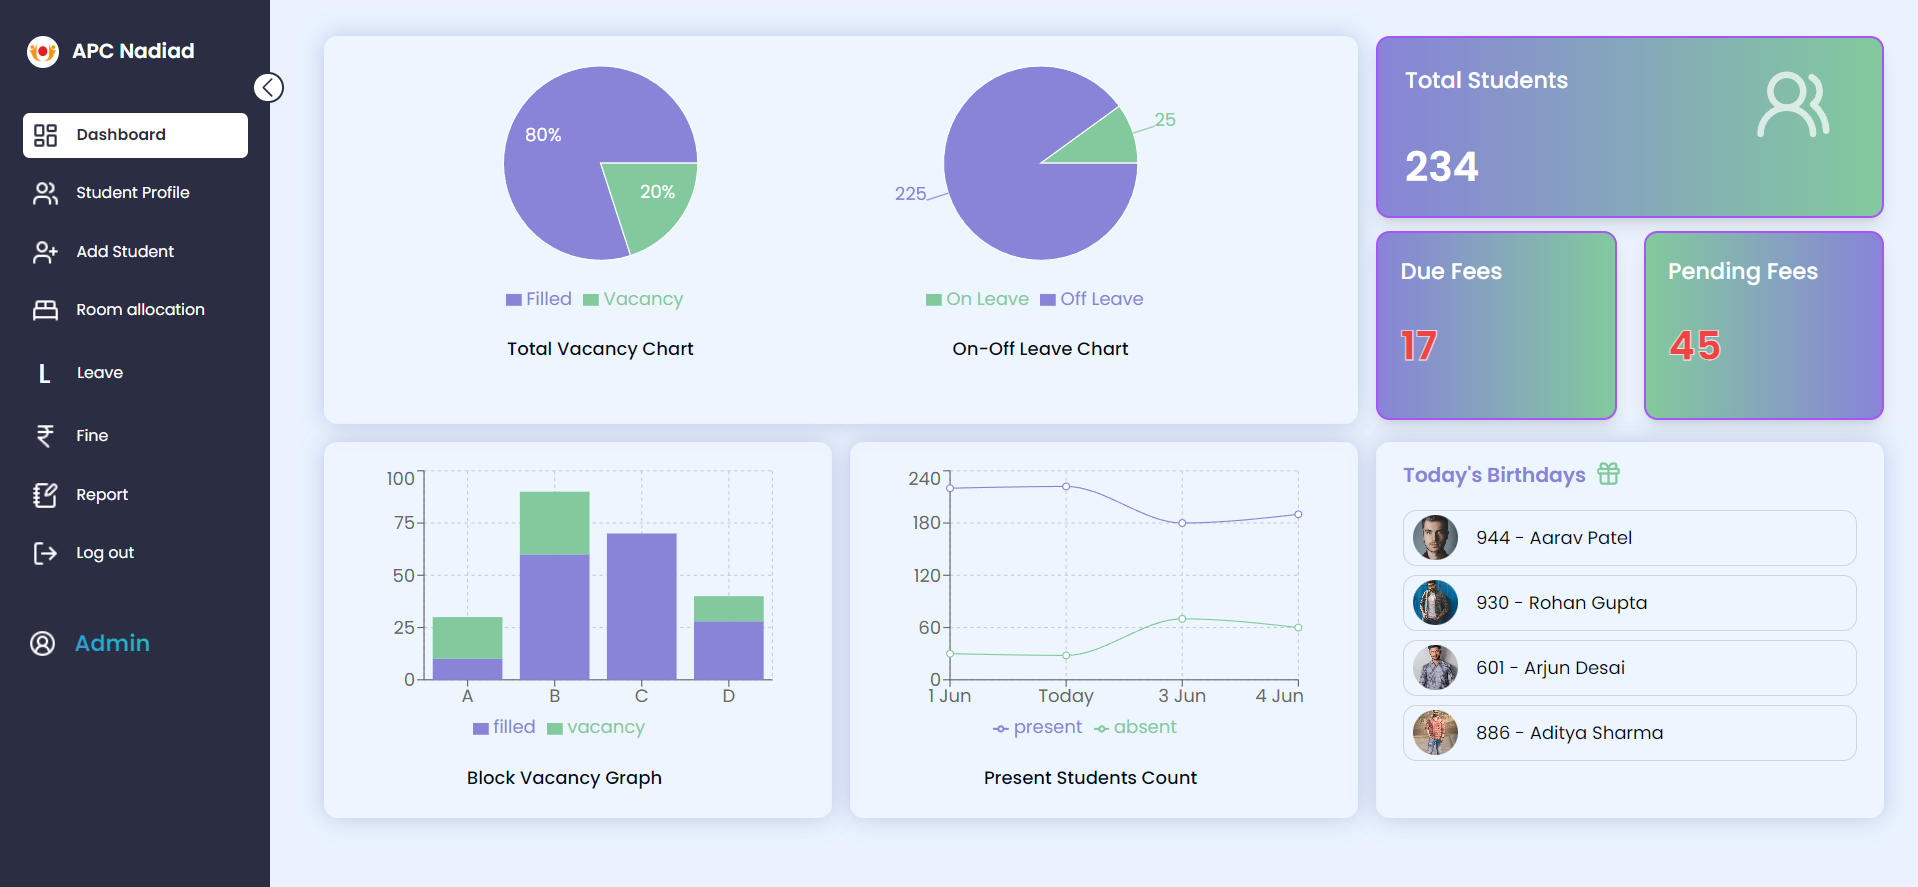 APC Nadiad
Dashboard
Student Profile
Add Student
Room allocation
L Leave
Fine
Report
Log out
Admin
80%
20%
Filled Vacancy
Total Vacancy Chart
25
225
On Leave Off Leave
On-Off Leave Chart
Total Students
234
Due Fees
17
Pending Fees
45
100
75
50
25
0
A B C D
filled vacancy
Block Vacancy Graph
240
180
120
60
0
1 Jun Today 3 Jun 4 Jun
present absent
Present Students Count
Today's Birthdays
944 - Aarav Patel
930 - Rohan Gupta
601 - Arjun Desai
886 - Aditya Sharma